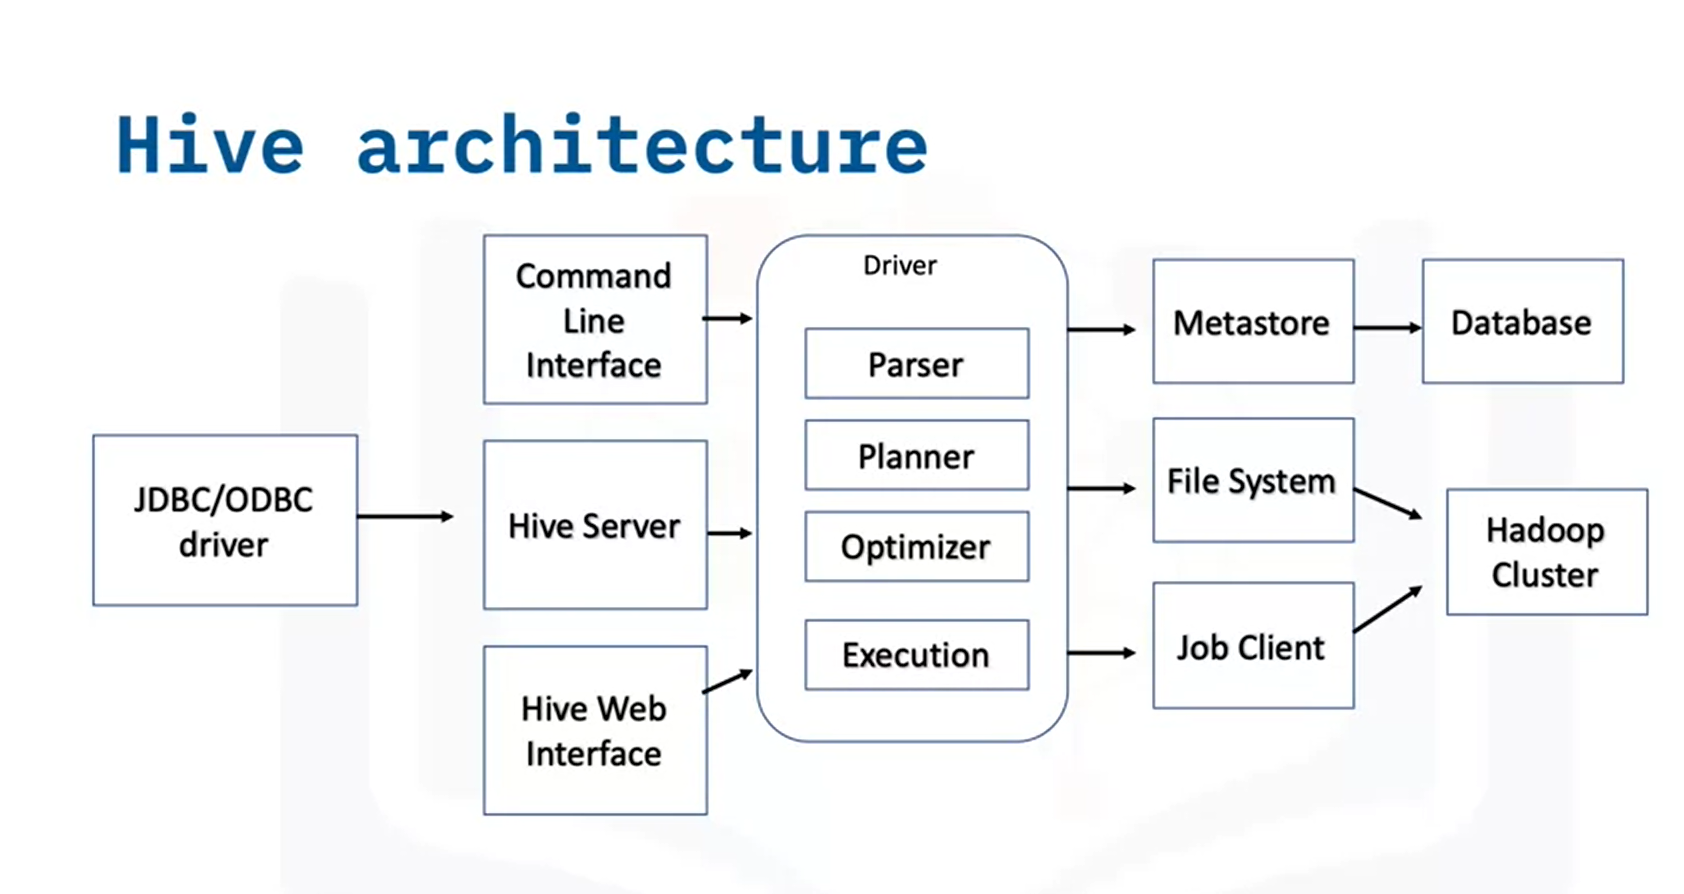 Hive architecture
JDBC/ODBC
driver
Command
Line
Interface
Hive Server
Hive Web
Interface
Driver
Parser
Planner
Optimizer
Execution
Metastore
File System
Job Client
Database
Hadoop
Cluster